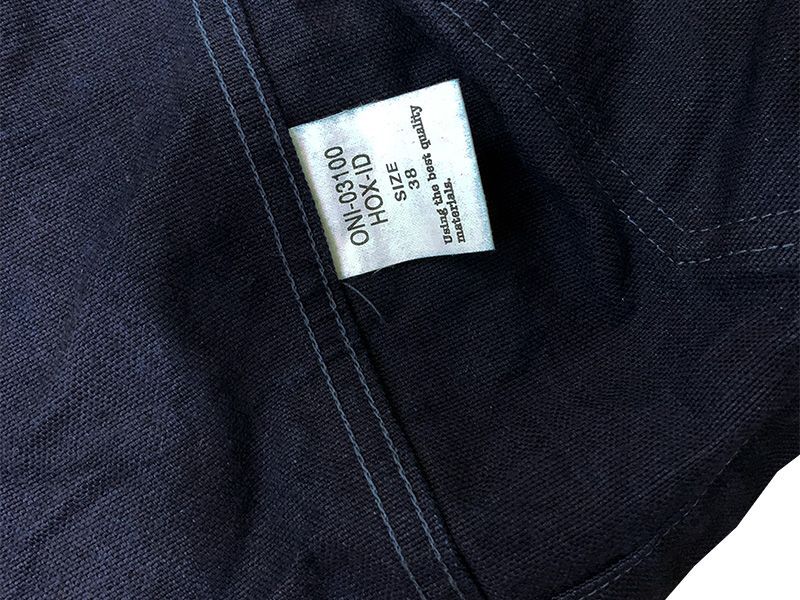 ONI-03100
HOX-ID
SIZE
38
Using the best quality
materials.